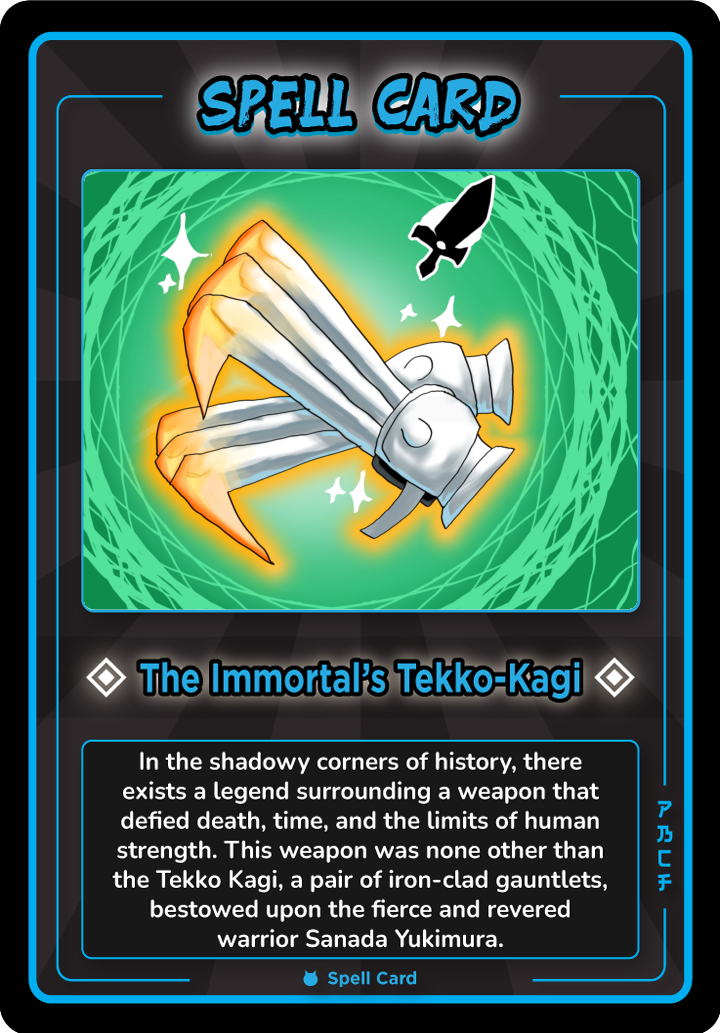 SPELL CARD
The Immortal's Tekko-Kagi
In the shadowy corners of history, there
exists a legend surrounding a weapon that
defied death, time, and the limits of human
strength. This weapon was none other than
the Tekko Kagi, a pair of iron-clad gauntlets,
bestowed upon the fierce and revered
warrior Sanada Yukimura.
Spell Card